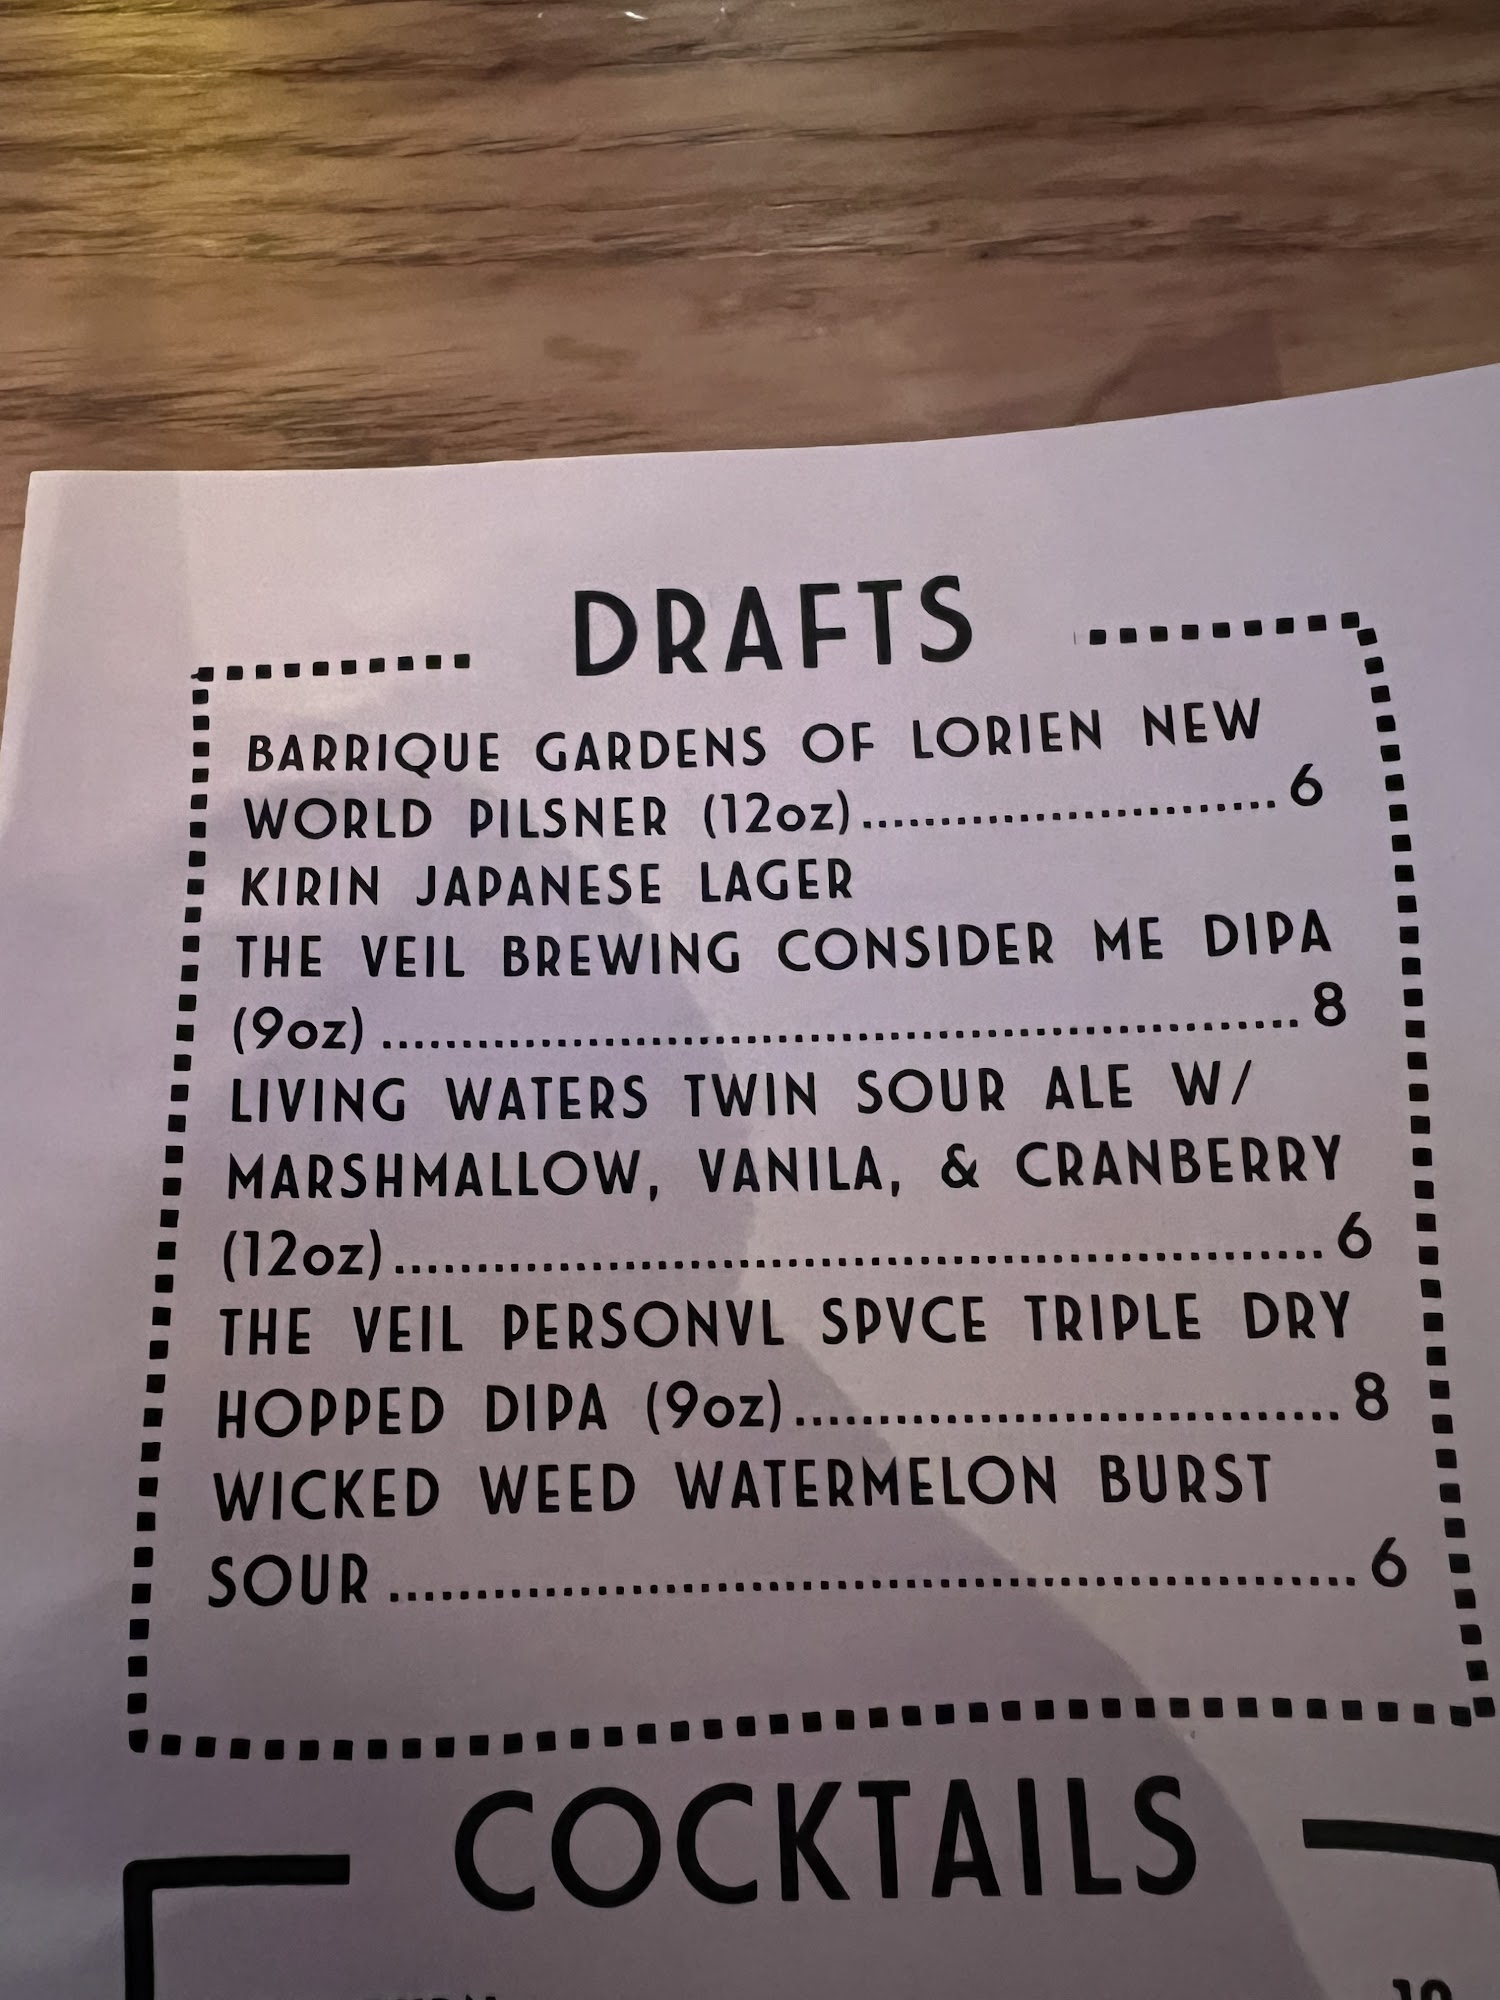 DRAFTS
BARRIQUE GARDENS OF LORIEN NEW
WORLD PILSNER (12oz)........................6
KIRIN JAPANESE LAGER
THE VEIL BREWING CONSIDER ME DIPA
(9oz) ........................................................8
LIVING WATERS TWIN SOUR ALE W/
MARSHMALLOW, VANILA, & CRANBERRY
(12oz)........................................................6
THE VEIL PERSONVL SPVCE TRIPLE DRY
HOPPED DIPA (9oz)................................8
WICKED WEED WATERMELON BURST
SOUR ........................................................6
COCKTAILS